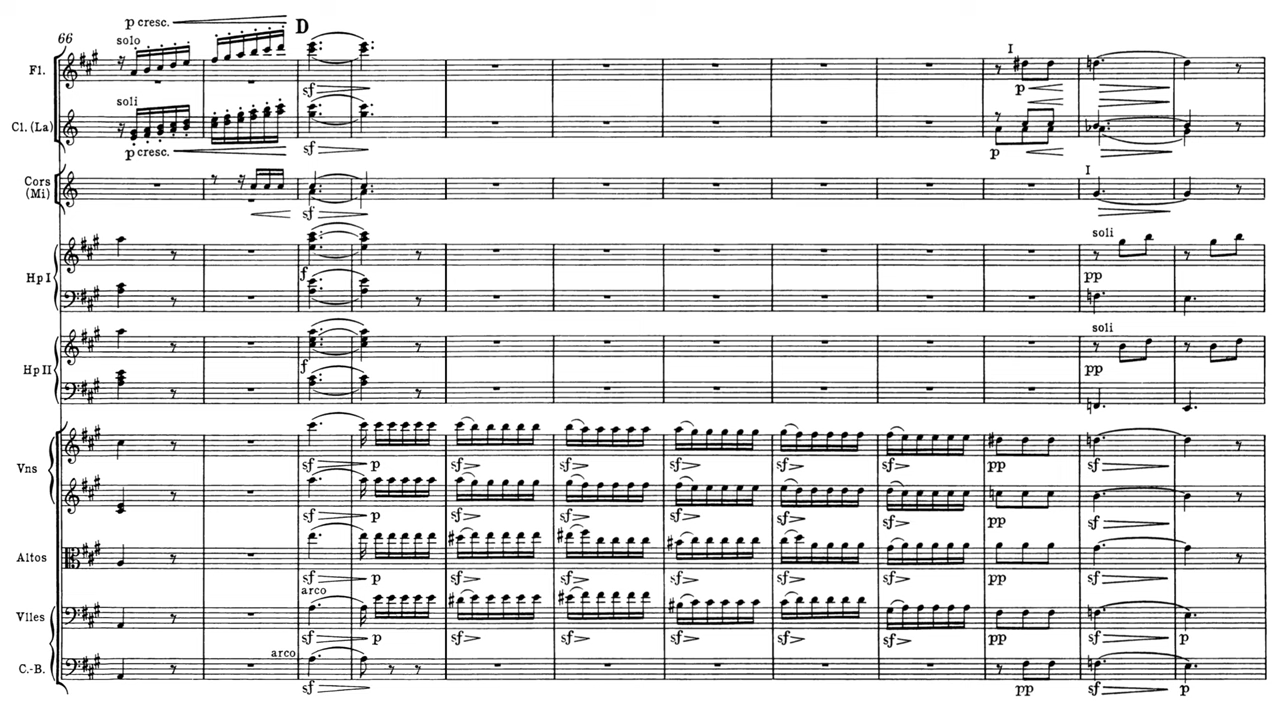 p cresc. D
66 solo
Fl. sf I p
soli
Cl. (La)
p cresc. sf p
Cors
(Mi) sf I
soli
Hp I f pp
soli
Hp II f pp
Vns sf p sf sf sf sf sf pp sf
sf p sf sf sf sf sf pp sf
Altos sf p sf sf sf sf sf pp sf
arco
Vlles sf p sf sf sf sf sf pp sf p
arco
C.-B. sf pp sf p